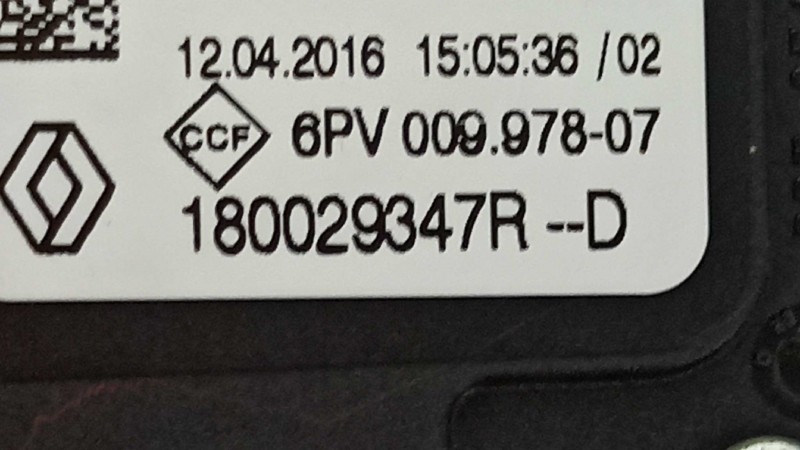 12.04.2016 15:05:36 /02
CCF 6PV 009.978-07
180029347R --D